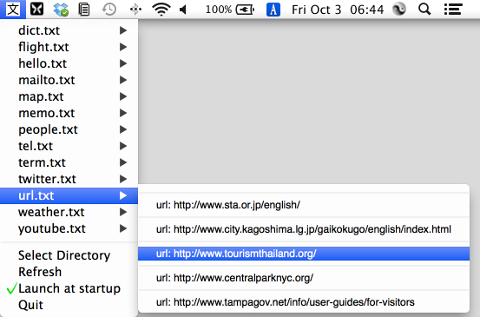 文
100%
A
Fri Oct 3 06:44
dict.txt
flight.txt
hello.txt
mailto.txt
map.txt
memo.txt
people.txt
tel.txt
term.txt
twitter.txt
url.txt
weather.txt
youtube.txt
Select Directory
Refresh
Launch at startup
Quit
url: http://www.sta.or.jp/english/
url: http://www.city.kagoshima.lg.jp/gaikokugo/english/index.html
url: http://www.tourismthailand.org/
url: http://www.centralparknyc.org/
url: http://www.tampagov.net/info/user-guides/for-visitors